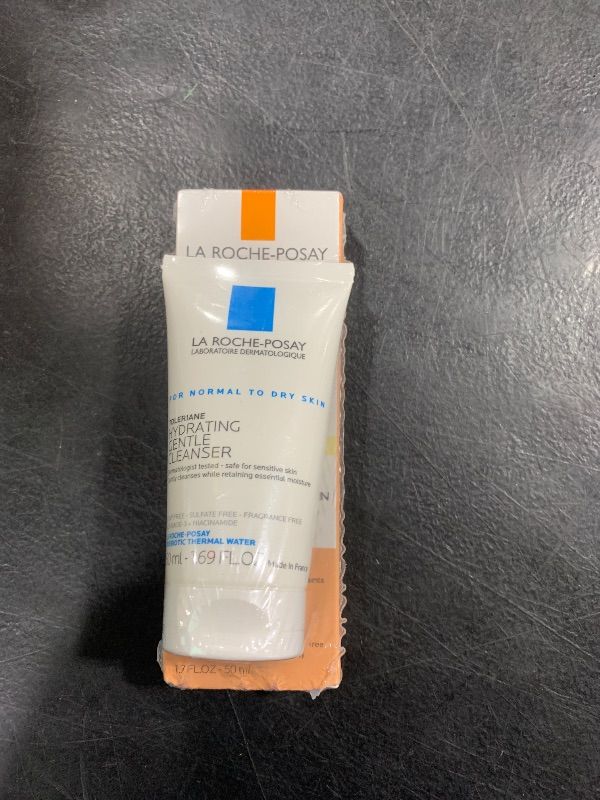 LA ROCHE-POSAY
LA ROCHE-POSAY
LABORATOIRE DERMATOLOGIQUE
FOR NORMAL TO DRY SKIN
TOLERIANE
HYDRATING
GENTLE
CLEANSER
tested - safe for sensitive skin
cleanses while retaining essential moisture
FREE - SULFATE FREE - FRAGRANCE FREE
+ NIACINAMIDE
ROCHE-POSAY
THERMAL WATER
50ml - 1.69 FL.OZ
Made in France
1.7 FL.OZ - 50 ml